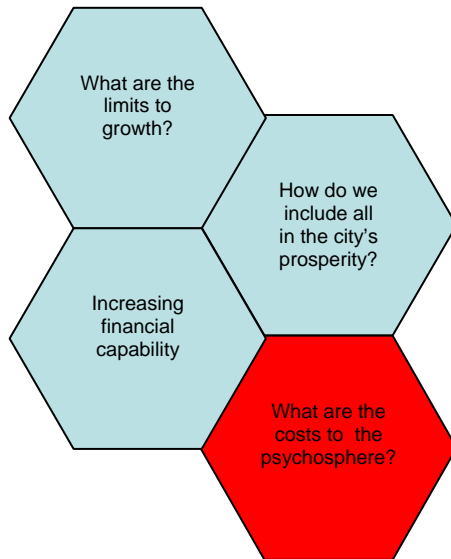 What are the
limits to
growth?
How do we
include all
in the city's
prosperity?
Increasing
financial
capability
What are the
costs to  the
psychosphere?